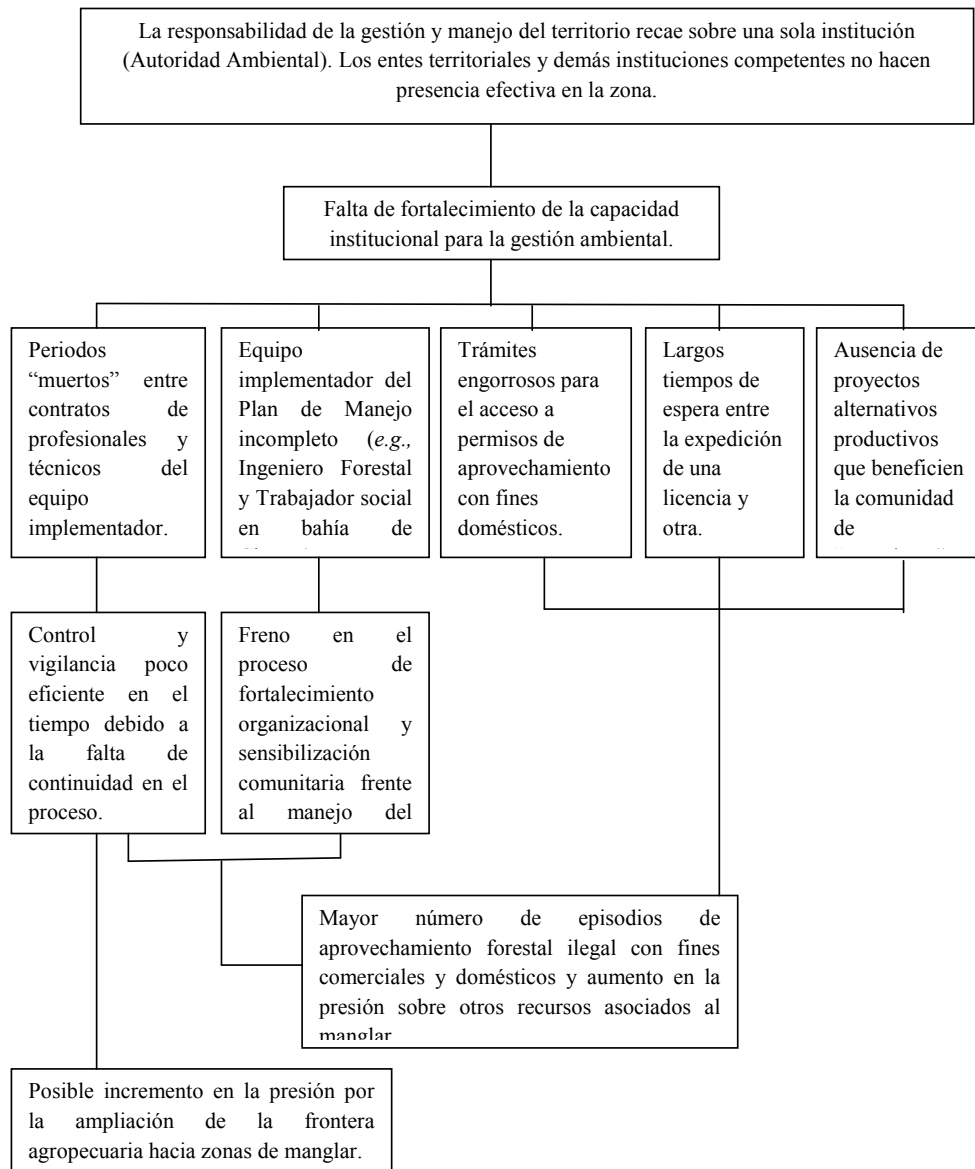 La responsabilidad de la gestión y manejo del territorio recae sobre una sola institución
(Autoridad Ambiental). Los entes territoriales y demás instituciones competentes no hacen
presencia efectiva en la zona.
Falta de fortalecimiento de la capacidad
institucional para la gestión ambiental.
Periodos
“muertos” entre
contratos de
profesionales y
técnicos del
equipo
implementador.
Equipo
implementador del
Plan de Manejo
incompleto (e.g.,
Ingeniero Forestal
y Trabajador social
en bahía de
Trámites
engorrosos para
el acceso a
permisos de
aprovechamiento
con fines
domésticos.
Largos
tiempos de
espera entre
la expedición
de una
licencia y
otra.
Ausencia de
proyectos
alternativos
productivos
que beneficien
la comunidad
de
Control y
vigilancia poco
eficiente en el
tiempo debido a
la falta de
continuidad en el
proceso.
Freno en el
proceso de
fortalecimiento
organizacional y
sensibilización
comunitaria frente
al manejo del
Mayor número de episodios de
aprovechamiento forestal ilegal con fines
comerciales y domésticos y aumento en la
presión sobre otros recursos asociados al
manglar
Posible incremento en la presión por
la ampliación de la frontera
agropecuaria hacia zonas de manglar.